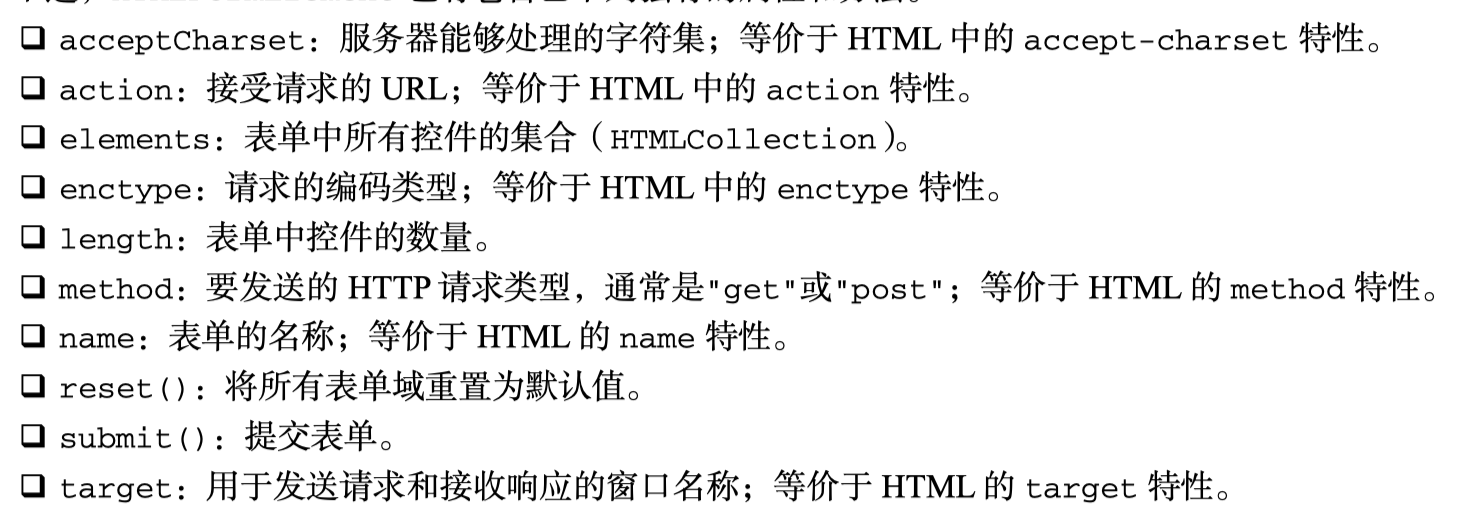 ❑ acceptCharset：服务器能够处理的字符集；等价于 HTML 中的 accept-charset 特性。
❑ action：接受请求的 URL；等价于 HTML 中的 action 特性。
❑ elements：表单中所有控件的集合（HTMLCollection）。
❑ enctype：请求的编码类型；等价于 HTML 中的 enctype 特性。
❑ length：表单中控件的数量。
❑ method：要发送的 HTTP 请求类型，通常是"get"或"post"；等价于 HTML 的 method 特性。
❑ name：表单的名称；等价于 HTML 的 name 特性。
❑ reset()：将所有表单域重置为默认值。
❑ submit()：提交表单。
❑ target：用于发送请求和接收响应的窗口名称；等价于 HTML 的 target 特性。